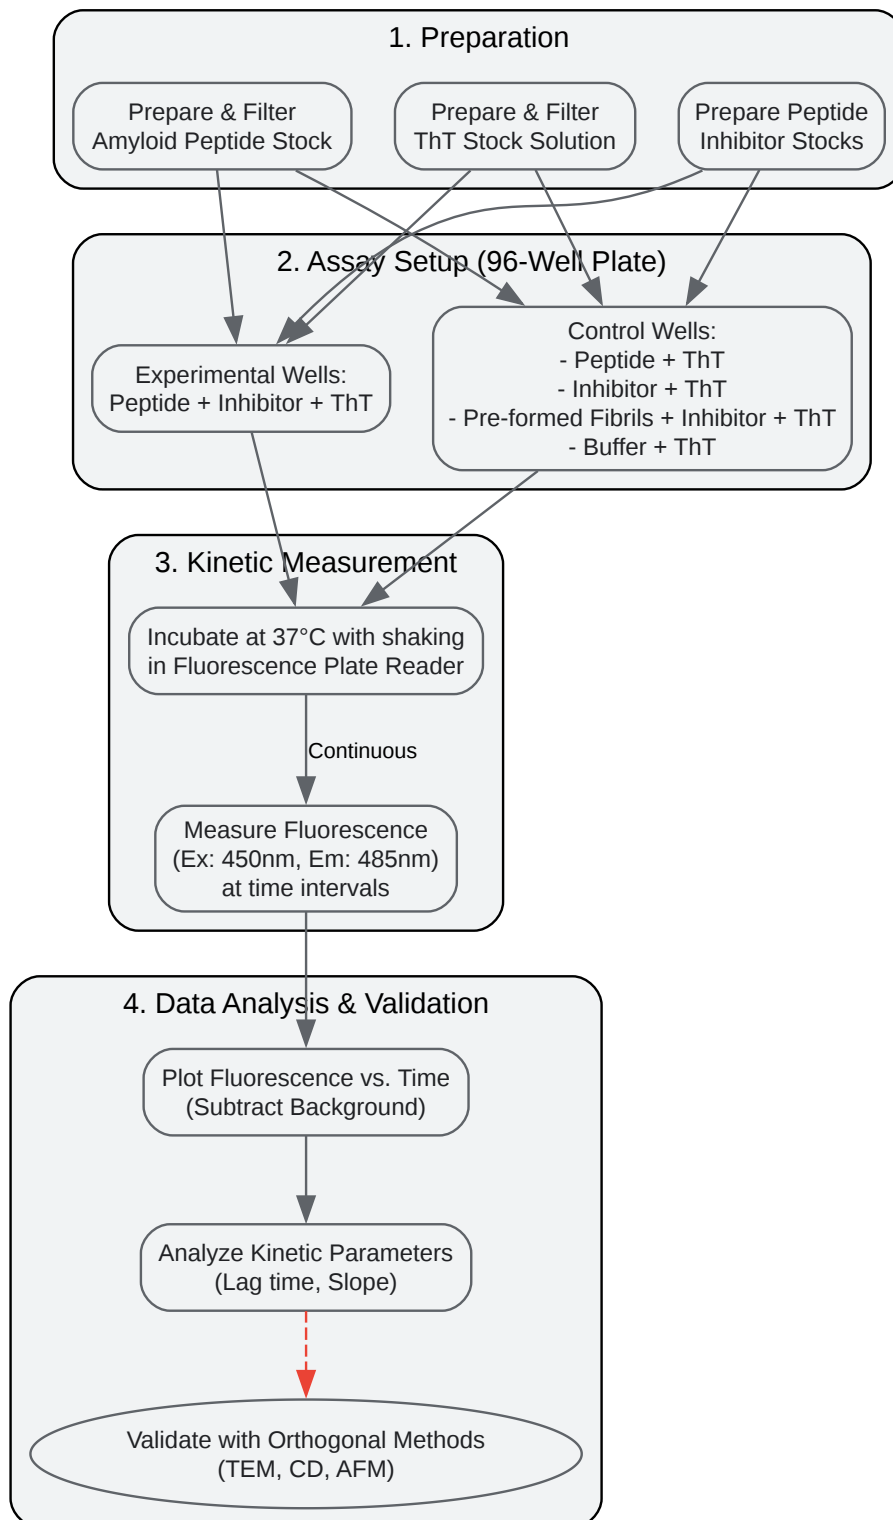 1. Preparation
Prepare & Filter
Amyloid Peptide Stock
Prepare & Filter
ThT Stock Solution
Prepare Peptide
Inhibitor Stocks
2. Assay Setup (96-Well Plate)
Experimental Wells:
Peptide + Inhibitor + ThT
Control Wells:
- Peptide + ThT
- Inhibitor + ThT
- Pre-formed Fibrils + Inhibitor + ThT
- Buffer + ThT
3. Kinetic Measurement
Incubate at 37°C with shaking
in Fluorescence Plate Reader
Continuous
Measure Fluorescence
(Ex: 450nm, Em: 485nm)
at time intervals
4. Data Analysis & Validation
Plot Fluorescence vs. Time
(Subtract Background)
Analyze Kinetic Parameters
(Lag time, Slope)
Validate with Orthogonal Methods
(TEM, CD, AFM)